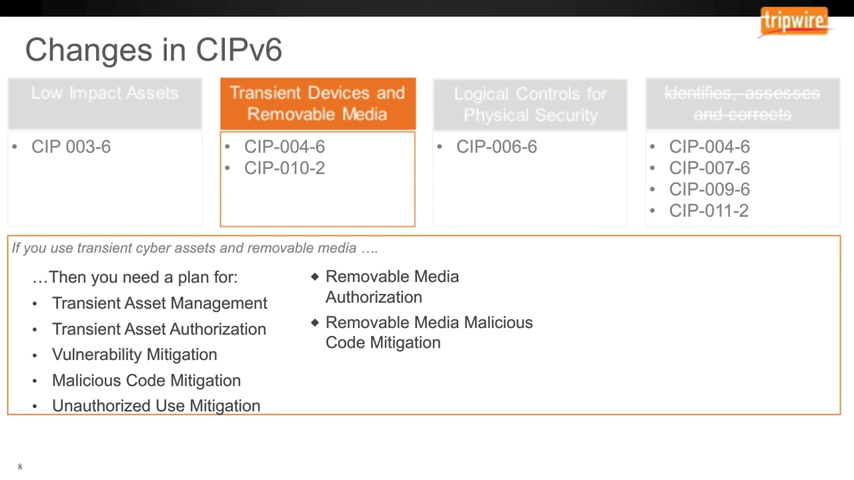 tripwire
Changes in CIPv6
Low Impact Assets
• CIP 003-6
Transient Devices and
Removable Media
• CIP-004-6
• CIP-010-2
Logical Controls for
Physical Security
• CIP-006-6
Identifies, assesses
and corrects
• CIP-004-6
• CIP-007-6
• CIP-009-6
• CIP-011-2
If you use transient cyber assets and removable media ….
…Then you need a plan for:
• Transient Asset Management
• Transient Asset Authorization
• Vulnerability Mitigation
• Malicious Code Mitigation
• Unauthorized Use Mitigation
◆ Removable Media
Authorization
◆ Removable Media Malicious
Code Mitigation
8